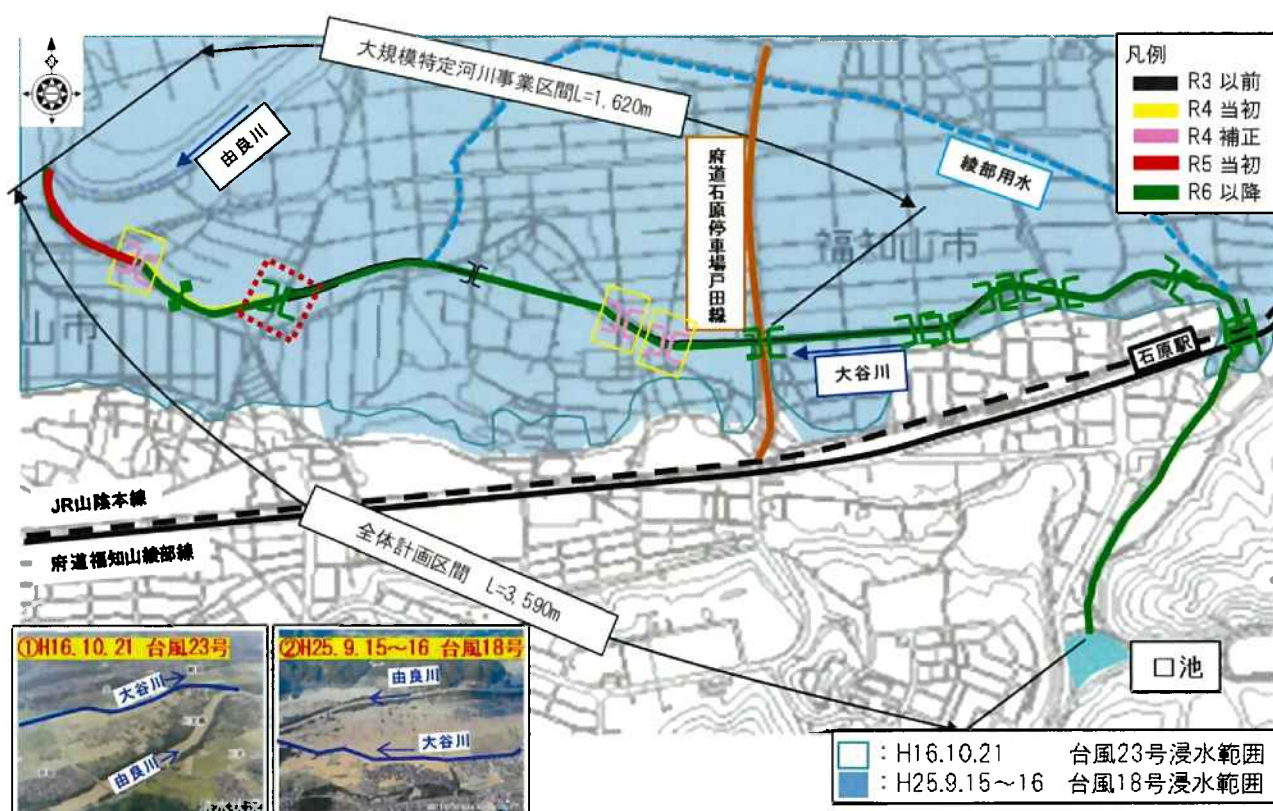 大規模特定河川事業区間L=1,620m
由良川
府道石原停車場戸田線
綾部用水
福知山市
山市
凡例
R3 以前
R4 当初
R4 補正
R5 当初
R6 以降
大谷川
石原駅
JR山陰本線
府道福知山綾部線
全体計画区間 L=3,590m
口池
①H16.10.21 台風23号
大谷川
由良川
②H25.9.15～16 台風18号
由良川
大谷川
：H16.10.21 台風23号浸水範囲
：H25.9.15～16 台風18号浸水範囲